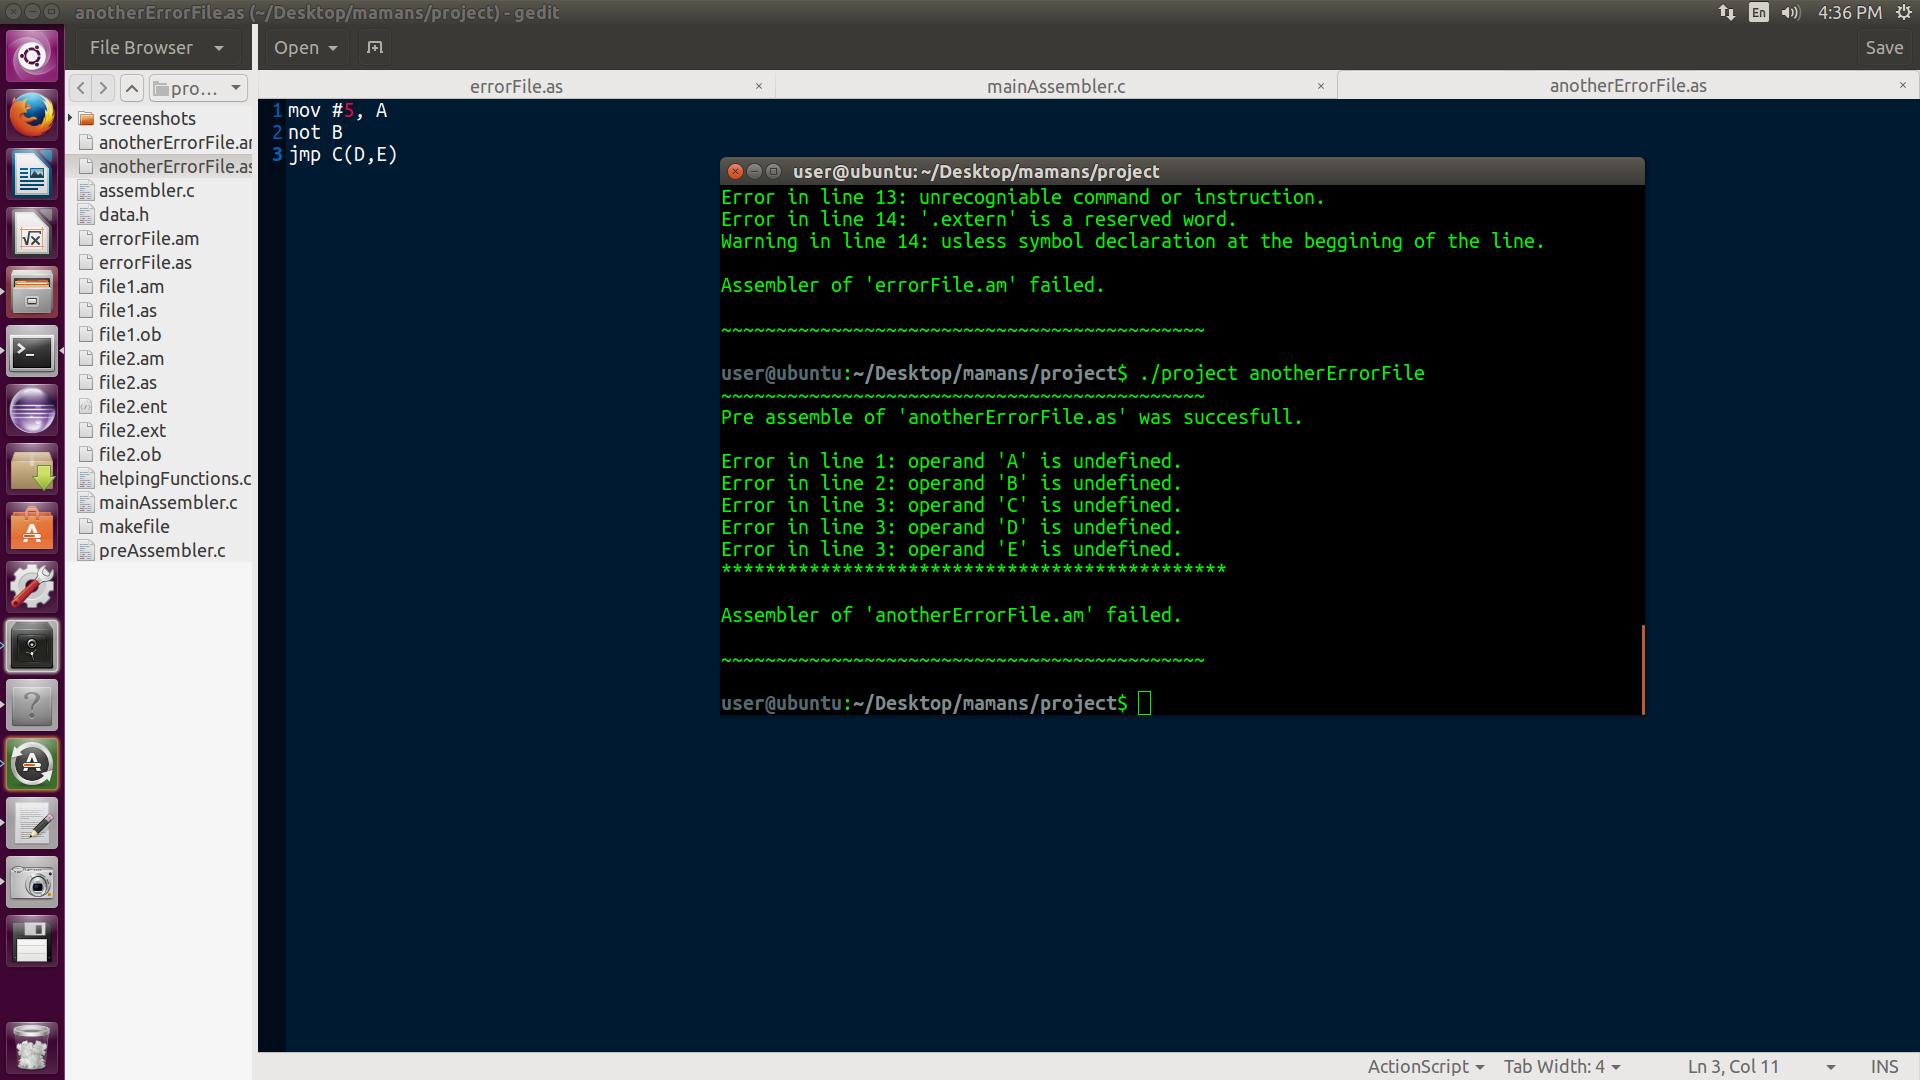 anotherErrorFile.as (~/Desktop/mamans/project) - gedit
En
4:36 PM
File Browser
Open
Save
pro...
errorFile.as
mainAssembler.c
anotherErrorFile.as
screenshots
anotherErrorFile.ar
anotherErrorFile.as
assembler.c
data.h
errorFile.am
errorFile.as
file1.am
file1.as
file1.ob
file2.am
file2.as
file2.ent
file2.ext
file2.ob
helpingFunctions.c
mainAssembler.c
makefile
preAssembler.c
1 mov #5, A
2 not B
3 jmp C(D,E)
user@ubuntu: ~/Desktop/mamans/project
Error in line 13: unrecogniable command or instruction.
Error in line 14: '.extern' is a reserved word.
Warning in line 14: usless symbol declaration at the beggining of the line.
Assembler of 'errorFile.am' failed.
~~~~~~~~~~~~~~~~~~~~~~~~~~~~~~~~~~~~~~~~~~~~
user@ubuntu:~/Desktop/mamans/project$ ./project anotherErrorFile
~~~~~~~~~~~~~~~~~~~~~~~~~~~~~~~~~~~~~~~~~~~~
Pre assemble of 'anotherErrorFile.as' was succesfull.
Error in line 1: operand 'A' is undefined.
Error in line 2: operand 'B' is undefined.
Error in line 3: operand 'C' is undefined.
Error in line 3: operand 'D' is undefined.
Error in line 3: operand 'E' is undefined.
**********************************************
Assembler of 'anotherErrorFile.am' failed.
~~~~~~~~~~~~~~~~~~~~~~~~~~~~~~~~~~~~~~~~~~~~
user@ubuntu:~/Desktop/mamans/project$
ActionScript
Tab Width: 4
Ln 3, Col 11
INS